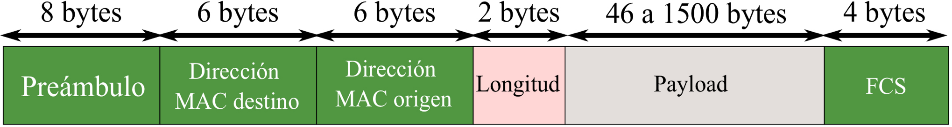 8 bytes 6 bytes 6 bytes 2 bytes 46 a 1500 bytes 4 bytes
Preámbulo
Dirección
MAC destino
Dirección
MAC origen
Longitud
Payload
FCS